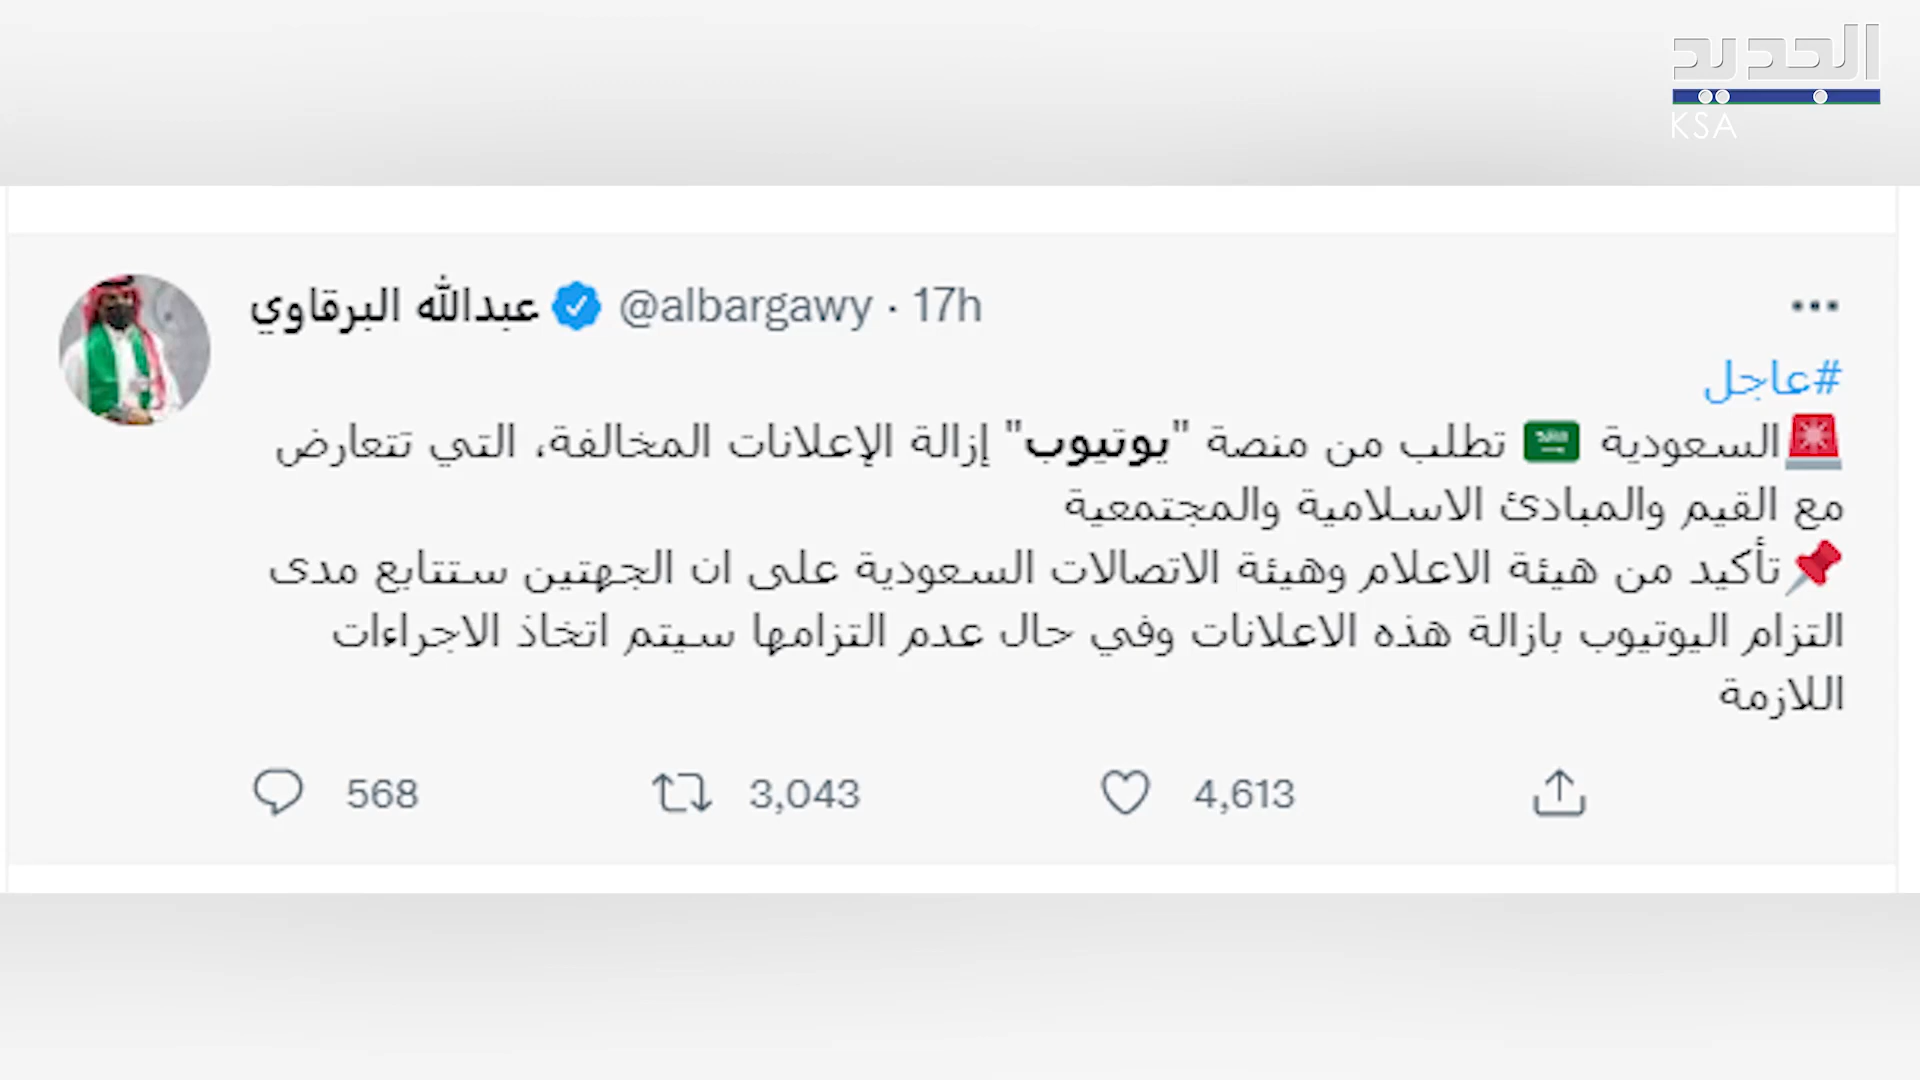 الجديد
KSA
عبدالله البرقاوي @albargawy · 17h
#عاجل
السعودية تطلب من منصة "يوتيوب" إزالة الإعلانات المخالفة، التي تتعارض
مع القيم والمبادئ الاسلامية والمجتمعية
تأكيد من هيئة الاعلام وهيئة الاتصالات السعودية على ان الجهتين ستتابع مدى
التزام اليوتيوب بازالة هذه الاعلانات وفي حال عدم التزامها سيتم اتخاذ الاجراءات
اللازمة
568 3,043 4,613